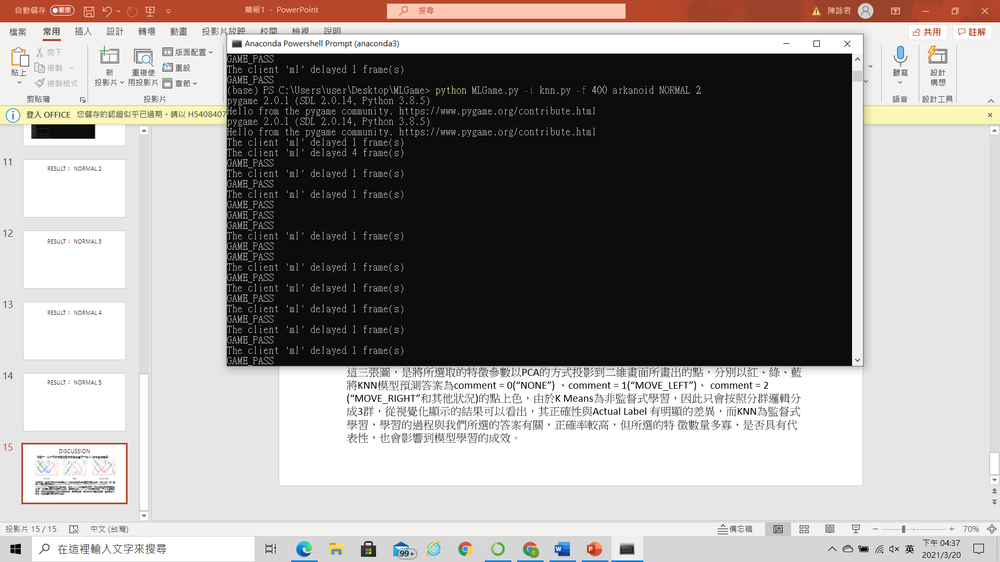 自動儲存 關閉
簡報1 - PowerPoint
搜尋
陳詠君
檔案 常用 插入 設計 轉場 動畫 投影片放映 校閱 檢視 說明
共用 註解
貼上
剪下
複製
複製格式
剪貼簿
新
投影片
重複使
用投影片
版面配置
重設
章節
投影片
聽寫
語音
設計
構想
設計工具
登入 OFFICE 您儲存的認證似乎已過期。請以 H5408407
Anaconda Powershell Prompt (anaconda3)
GAME_PASS
The client 'ml' delayed 1 frame(s)
GAME_PASS
(base) PS C:\Users\user\Desktop\MLGame> python MLGame.py -i knn.py -f 400 arkanoid NORMAL 2
pygame 2.0.1 (SDL 2.0.14, Python 3.8.5)
Hello from the pygame community. https://www.pygame.org/contribute.html
pygame 2.0.1 (SDL 2.0.14, Python 3.8.5)
Hello from the pygame community. https://www.pygame.org/contribute.html
The client 'ml' delayed 1 frame(s)
The client 'ml' delayed 4 frame(s)
GAME_PASS
The client 'ml' delayed 1 frame(s)
GAME_PASS
The client 'ml' delayed 1 frame(s)
GAME_PASS
GAME_PASS
GAME_PASS
The client 'ml' delayed 1 frame(s)
GAME_PASS
GAME_PASS
The client 'ml' delayed 1 frame(s)
GAME_PASS
The client 'ml' delayed 1 frame(s)
GAME_PASS
The client 'ml' delayed 1 frame(s)
GAME_PASS
The client 'ml' delayed 1 frame(s)
GAME_PASS
The client 'ml' delayed 1 frame(s)
GAME_PASS
11
RESULT： NORMAL 2
12
RESULT： NORMAL 3
13
RESULT： NORMAL 4
14
RESULT： NORMAL 5
15
DISCUSSION
這三張圖，是將所選取的特徵參數以PCA的方式投影到二維畫面所畫出的點，分別以紅、綠、藍
將KNN模型預測答案為comment = 0(“NONE”) 、comment = 1(“MOVE_LEFT”)、 comment = 2
(“MOVE_RIGHT”和其他狀況)的點上色，由於K Means為非監督式學習，因此只會按照分群邏輯分
成3群，從視覺化顯示的結果可以看出，其正確性與Actual Label 有明顯的差異，而KNN為監督式
學習，學習的過程與我們所選的答案有關，正確率較高，但所選的特 徵數量多寡、是否具有代
表性，也會影響到模型學習的成效。
投影片 15 / 15 中文 (台灣)
備忘稿
70%
在這裡輸入文字來搜尋
99+
英
下午 04:37
2021/3/20